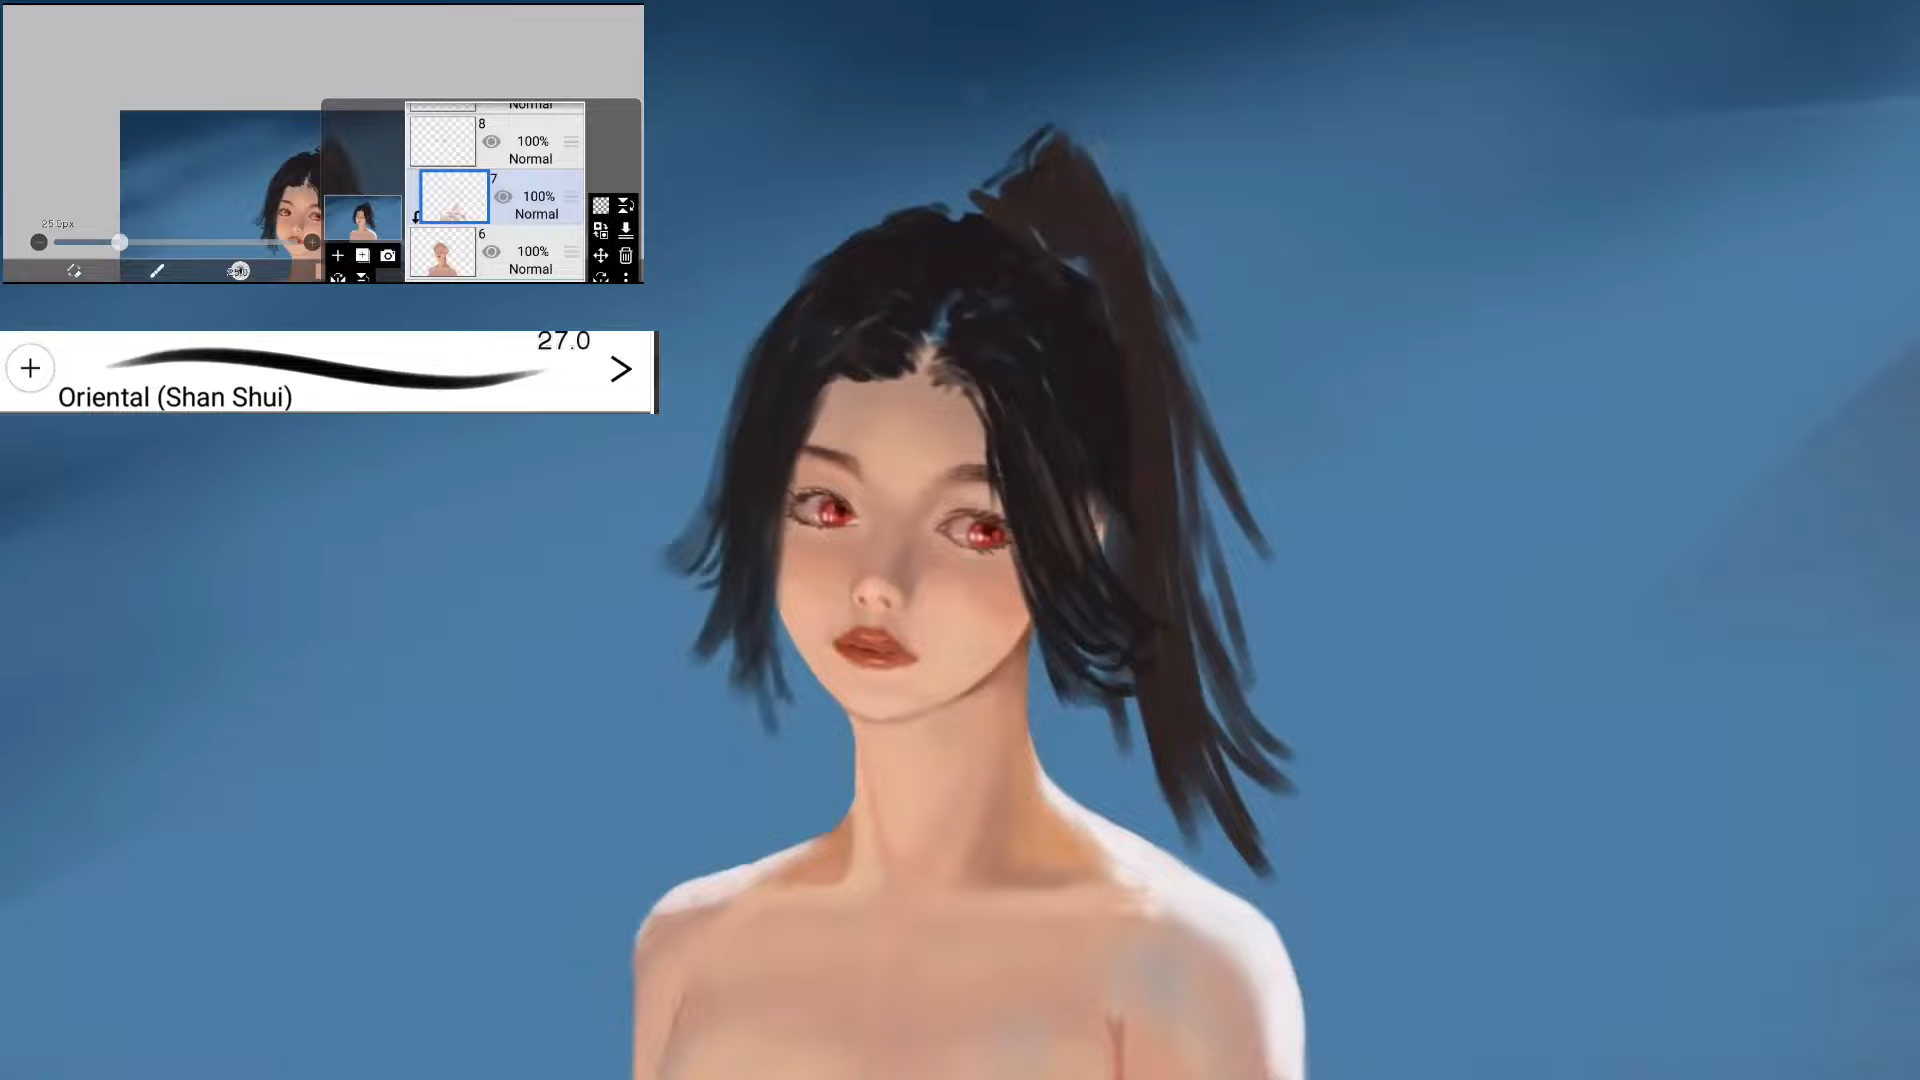 Normal
8
100%
Normal
7
100%
Normal
6
100%
Normal
25.0px
27.0
Oriental (Shan Shui)